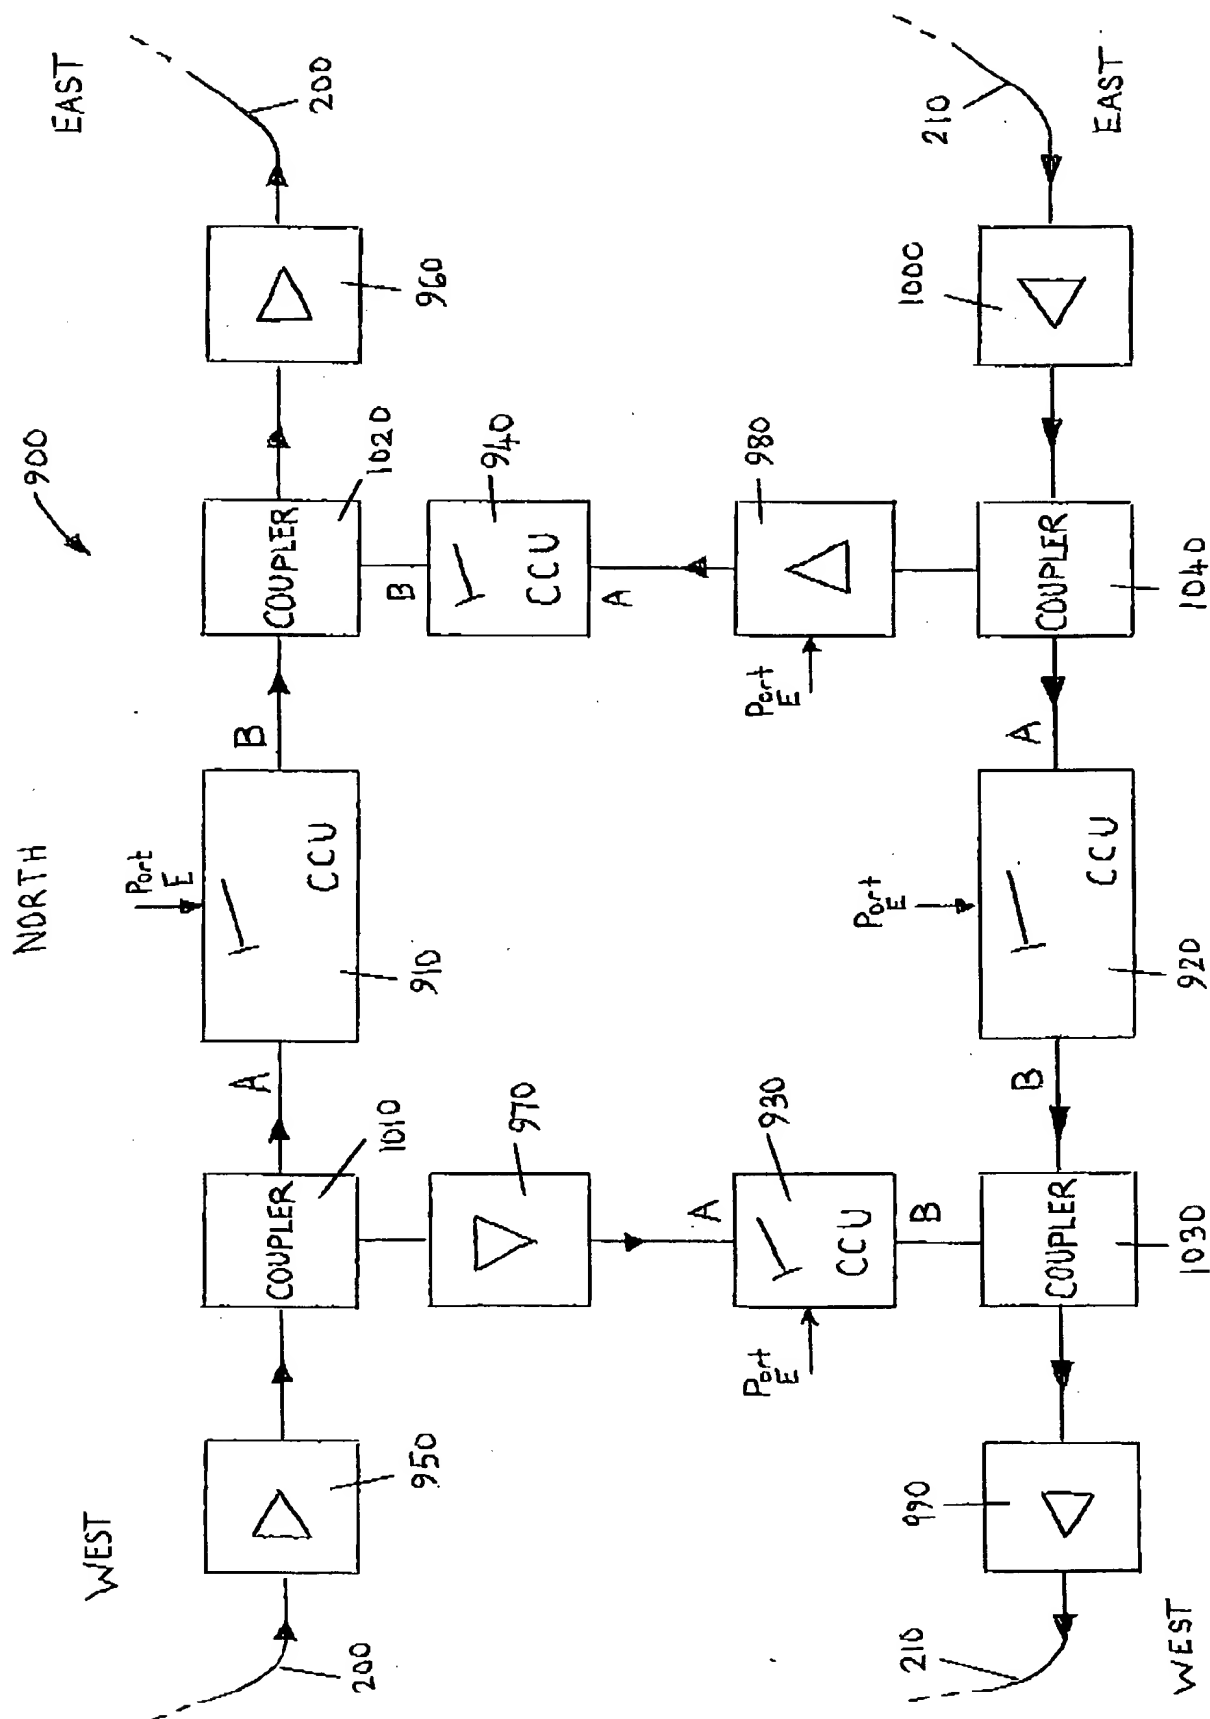 900
NORTH
WEST
EAST
200
950
COUPLER
1010
A
Port
E
CCU
910
B
COUPLER
1020
960
200
970
A
Port
E
CCU
930
B
B
CCU
940
A
Port
E
980
210
990
COUPLER
1030
B
Port
E
CCU
920
A
COUPLER
1040
1000
210
WEST
EAST